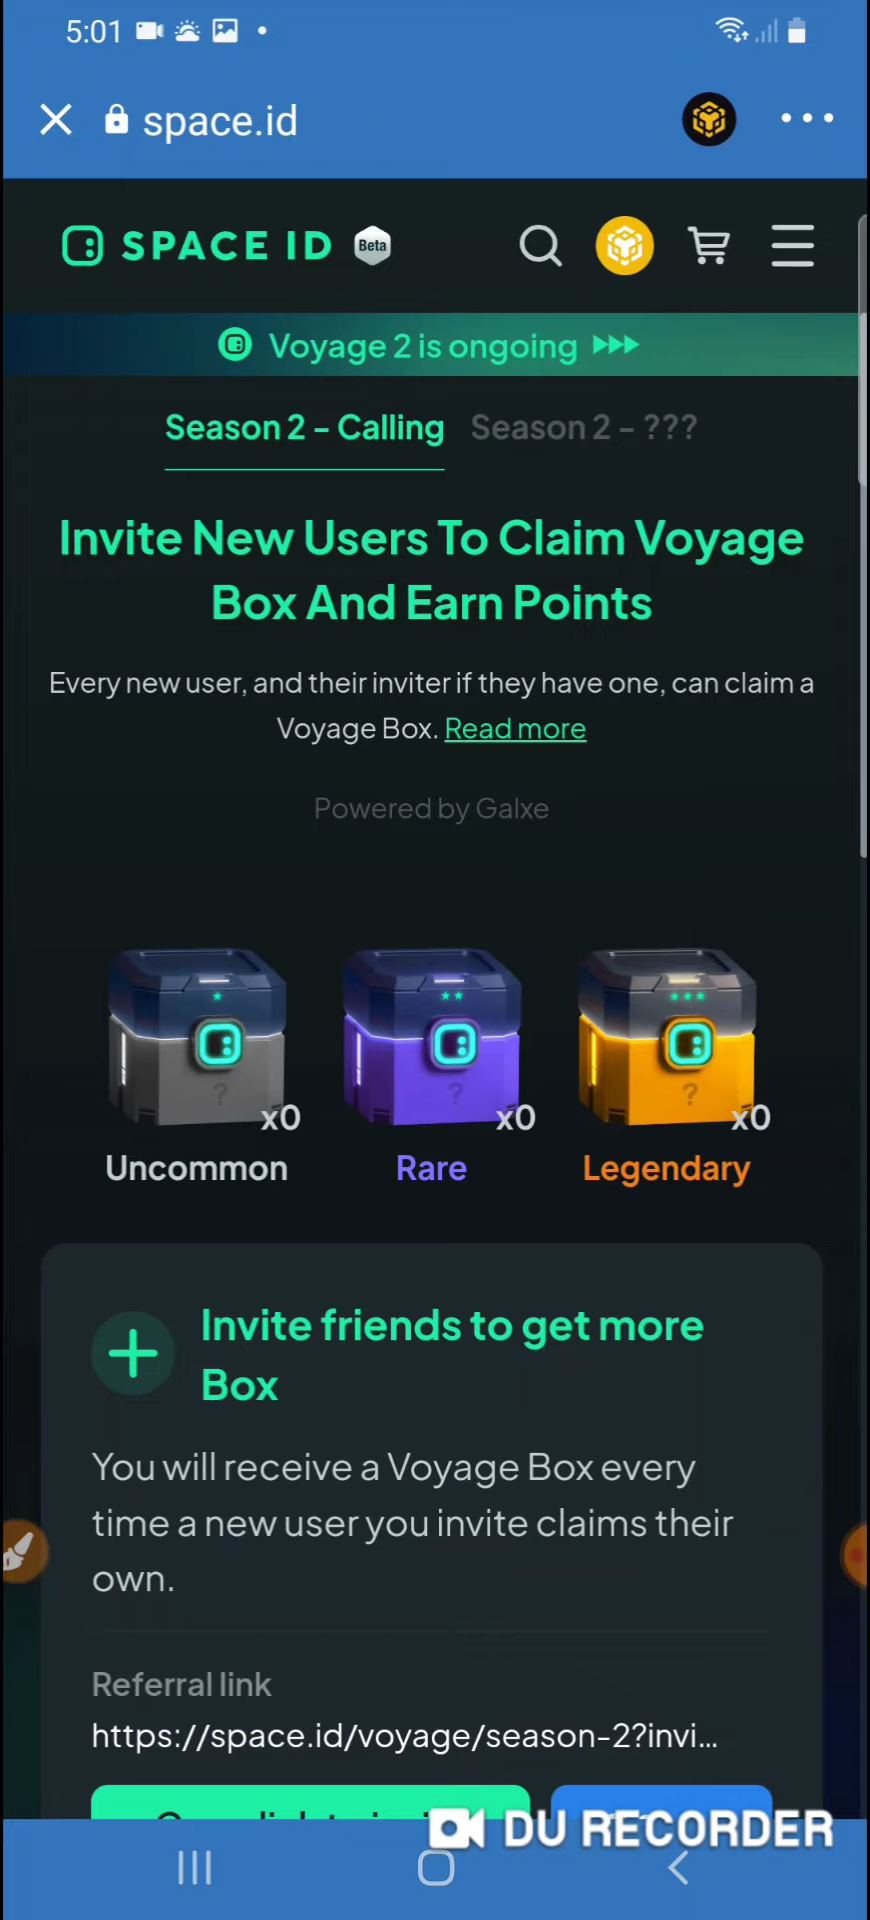 5:01
space.id
SPACE ID Beta
Voyage 2 is ongoing
Season 2 – Calling Season 2 – ???
Invite New Users To Claim Voyage
Box And Earn Points
Every new user, and their inviter if they have one, can claim a
Voyage Box. Read more
Powered by Galxe
? x0 ? x0 ? x0
Uncommon Rare Legendary
Invite friends to get more
Box
You will receive a Voyage Box every
time a new user you invite claims their
own.
Referral link
https://space.id/voyage/season-2?invi...
DU RECORDER